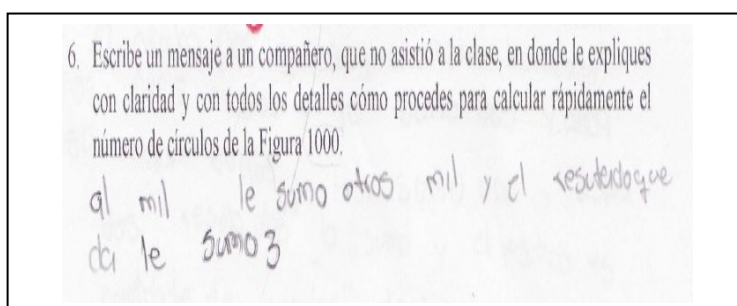 6. Escribe un mensaje a un compañero, que no asistió a la clase, en donde le expliques
con claridad y con todos los detalles cómo procedes para calcular rápidamente el
número de círculos de la Figura 1000.
al mil le sumo otros mil y el resuterdo que
da le sumo 3